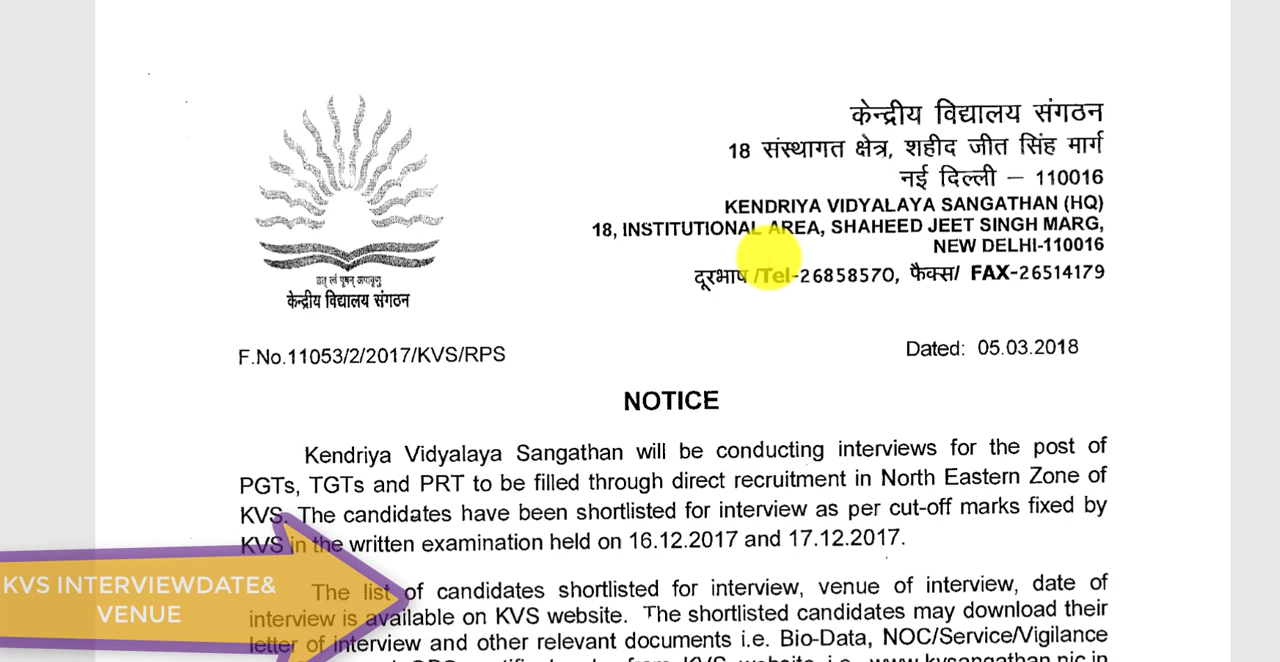 केन्द्रीय विद्यालय संगठन
18 संस्थागत क्षेत्र, शहीद जीत सिंह मार्ग
नई दिल्ली – 110016
KENDRIYA VIDYALAYA SANGATHAN (HQ)
18, INSTITUTIONAL AREA, SHAHEED JEET SINGH MARG,
NEW DELHI-110016
दूरभाष /Tel-26858570, फैक्स/ FAX-26514179
केन्द्रीय विद्यालय संगठन
F.No.11053/2/2017/KVS/RPS
Dated: 05.03.2018
NOTICE
Kendriya Vidyalaya Sangathan will be conducting interviews for the post of
PGTs, TGTs and PRT to be filled through direct recruitment in North Eastern Zone of
KVS. The candidates have been shortlisted for interview as per cut-off marks fixed by
KVS in the written examination held on 16.12.2017 and 17.12.2017.
The list of candidates shortlisted for interview, venue of interview, date of
interview is available on KVS website. The shortlisted candidates may download their
letter of interview and other relevant documents i.e. Bio-Data, NOC/Service/Vigilance
KVS website i.e. www.kvsangathan.nic.in
KVS INTERVIEWDATE&
VENUE